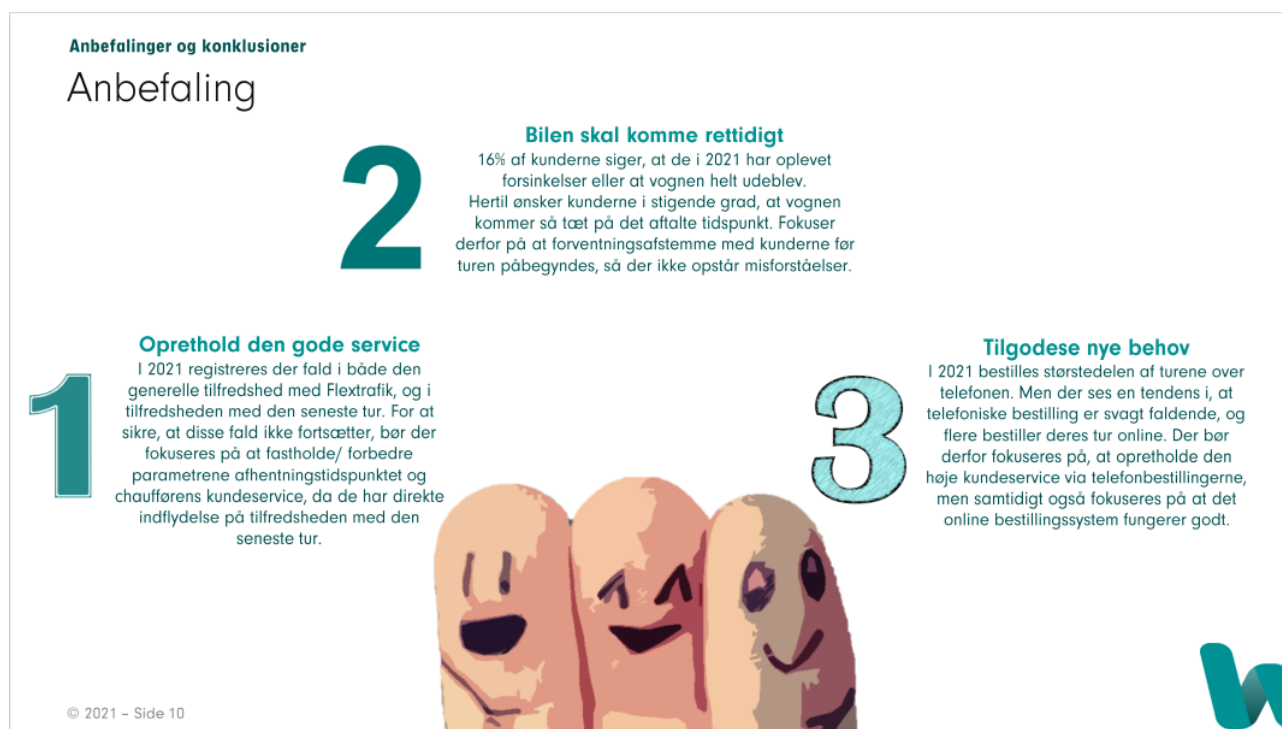 Anbefalinger og konklusioner
Anbefaling
2
Bilen skal komme rettidigt
16% af kunderne siger, at de i 2021 har oplevet
forsinkelser eller at vognen helt udeblev.
Hertil ønsker kunderne i stigende grad, at vognen
kommer så tæt på det aftalte tidspunkt. Fokuser
derfor på at forventningsafstemme med kunderne før
turen påbegyndes, så der ikke opstår misforståelser.
1
Oprethold den gode service
I 2021 registreres der fald i både den
generelle tilfredshed med Flextrafik, og i
tilfredsheden med den seneste tur. For at
sikre, at disse fald ikke fortsætter, bør der
fokuseres på at fastholde/ forbedre
parametrene afhentningstidspunktet og
chaufførens kundeservice, da de har direkte
indflydelse på tilfredsheden med den
seneste tur.
3
Tilgodese nye behov
I 2021 bestilles størstedelen af turene over
telefonen. Men der ses en tendens i, at
telefoniske bestilling er svagt faldende, og
flere bestiller deres tur online. Der bør
derfor fokuseres på, at opretholde den
høje kundeservice via telefonbestillingerne,
men samtidigt også fokuseres på at det
online bestillingssystem fungerer godt.
© 2021 – Side 10